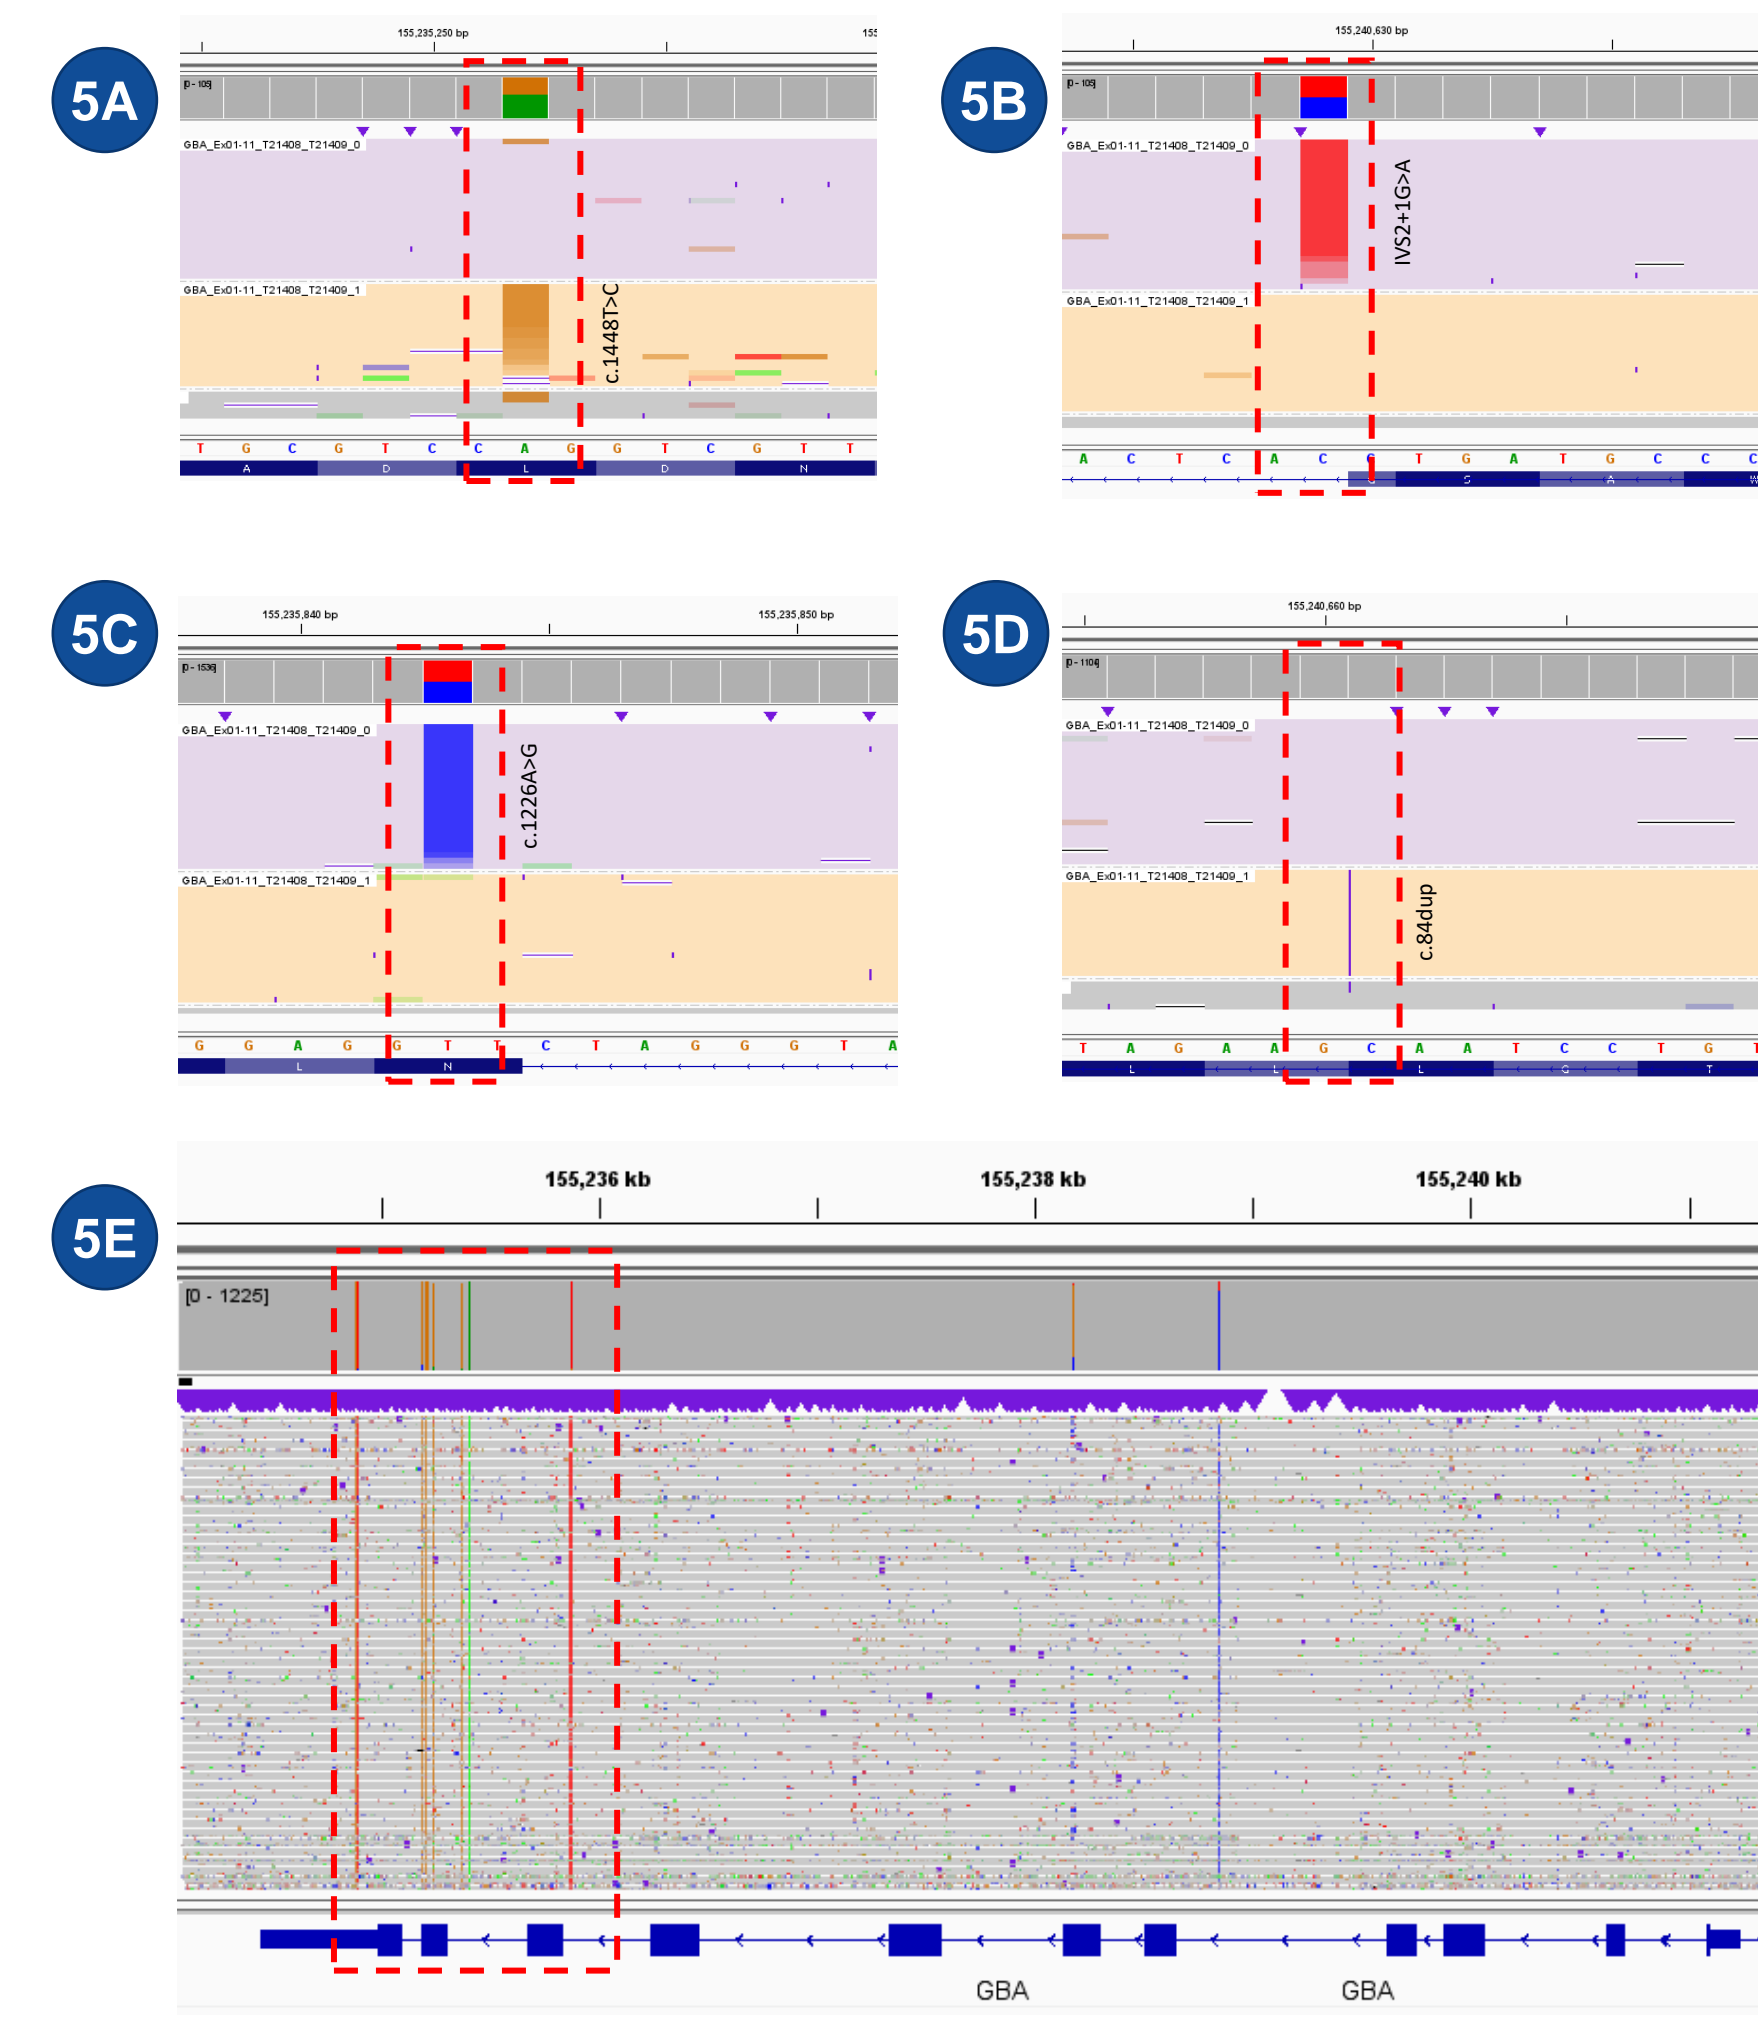 5A
155,235,250 bp
155
[0 - 105]
GBA_Ex01-11_T21408_T21409_0
GBA_Ex01-11_T21408_T21409_1
c.1448T>C
T G C G T C C A G G T C G T T
A D L D N
5B
155,240,630 bp
[0 - 105]
GBA_Ex01-11_T21408_T21409_0
IVS2+1G>A
GBA_Ex01-11_T21408_T21409_1
A C T C A C C T G A T G C C C
S A W
5C
155,235,840 bp
155,235,850 bp
[0 - 1536]
GBA_Ex01-11_T21408_T21409_0
c.1226A>G
GBA_Ex01-11_T21408_T21409_1
G G A G G T T C T A G G G T A
L N
5D
155,240,660 bp
[0 - 1106]
GBA_Ex01-11_T21408_T21409_0
GBA_Ex01-11_T21408_T21409_1
c.84dup
T A G A A G C A A T C C T G T
L L L G T
5E
155,236 kb
155,238 kb
155,240 kb
[0 - 1225]
GBA
GBA